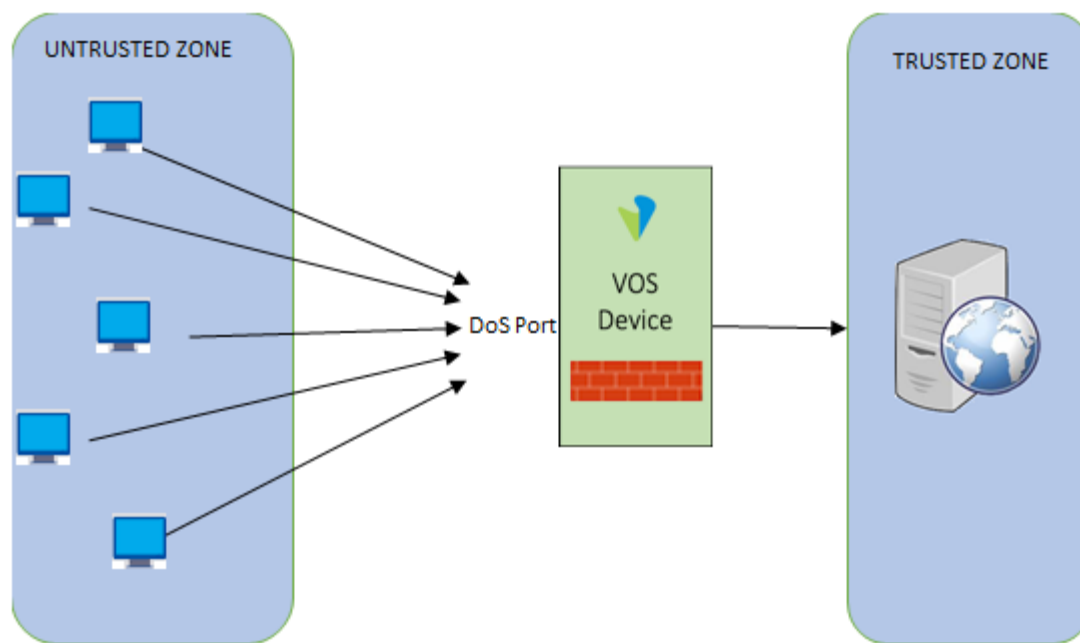 UNTRUSTED ZONE
TRUSTED ZONE
DoS Port
VOS
Device